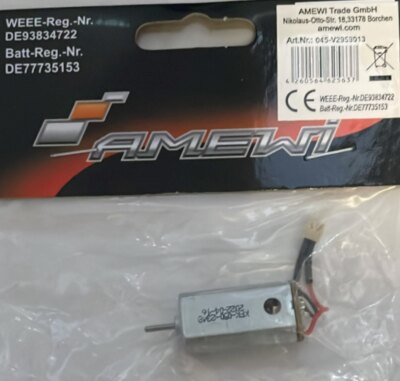 WEEE-Reg.-Nr.
DE93834722
Batt-Reg.-Nr.
DE77735153
AMEWI
AMEWI Trade GmbH
Nikolaus-Otto-Str. 18, 33178 Borchen
amewi.com
Art.Nr.: 045-V2959013
4260564625637
CE
WEEE-Reg.-Nr.DE93834722
Batt-Reg.-Nr.DE77735153